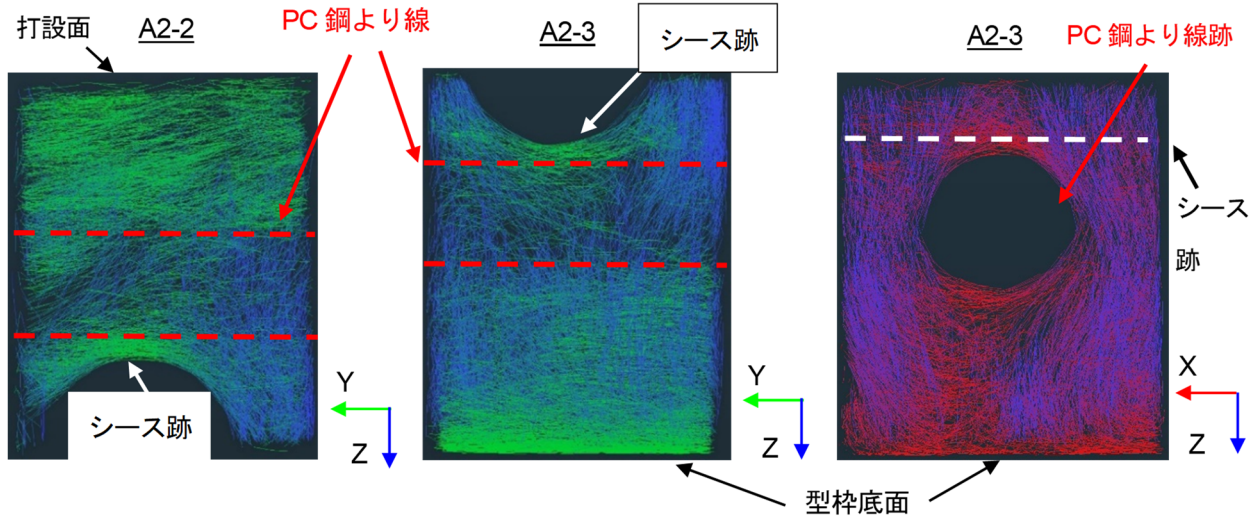 打設面
A2-2
PC 鋼より線
A2-3
シース跡
A2-3
PC 鋼より線跡
シース跡
Y
Z
Y
Z
X
Z
シース
跡
型枠底面